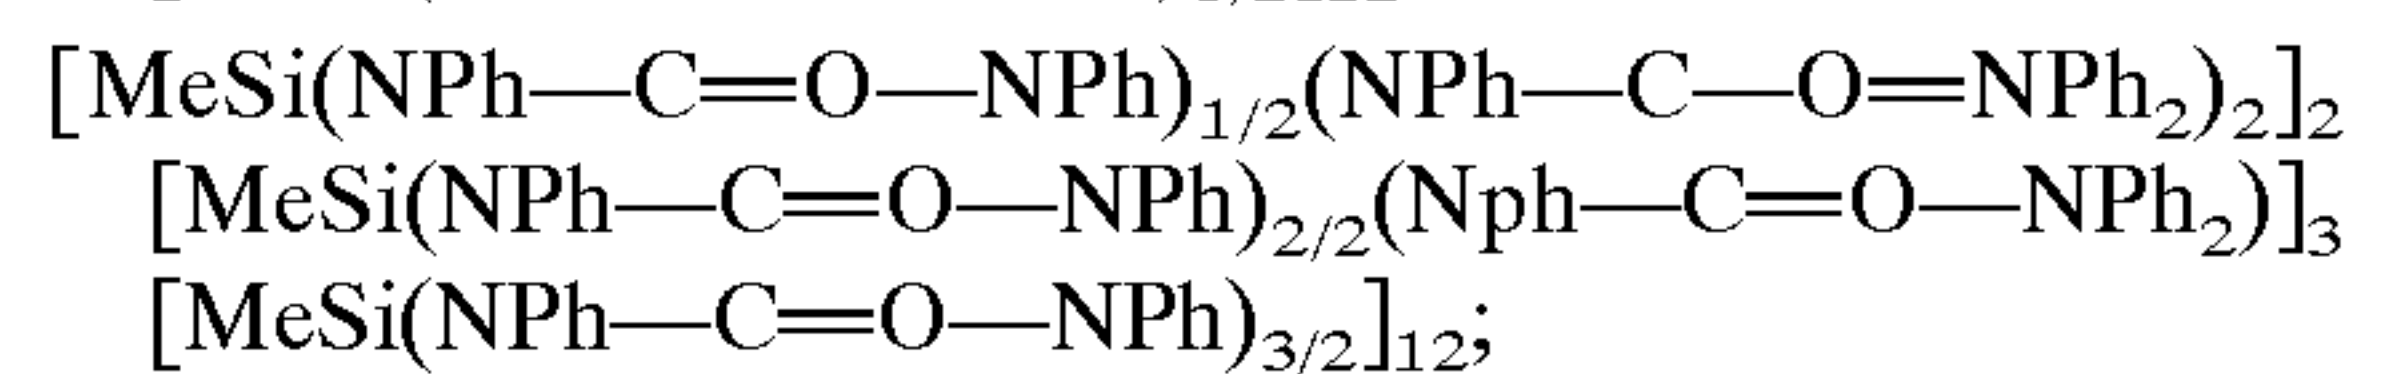 [MeSi(NPh—C=O—NPh)1/2(NPh—C—O=NPh2)2]2
[MeSi(NPh—C=O—NPh)2/2(Nph—C=O—NPh2)]3
[MeSi(NPh—C=O—NPh)3/2]12;